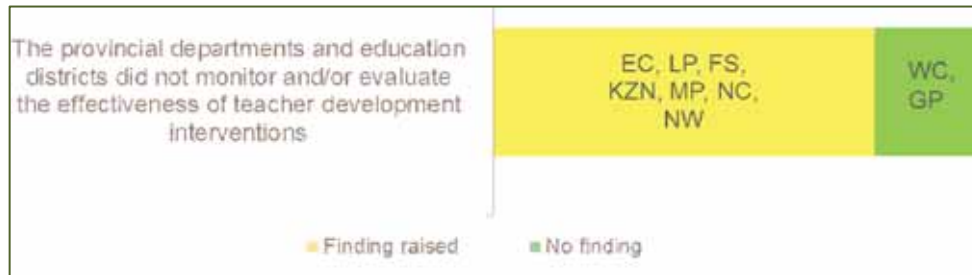 The provincial departments and education
districts did not monitor and/or evaluate
the effectiveness of teacher development
interventions
EC, LP, FS,
KZN, MP, NC,
NW
WC,
GP
Finding raised
No finding